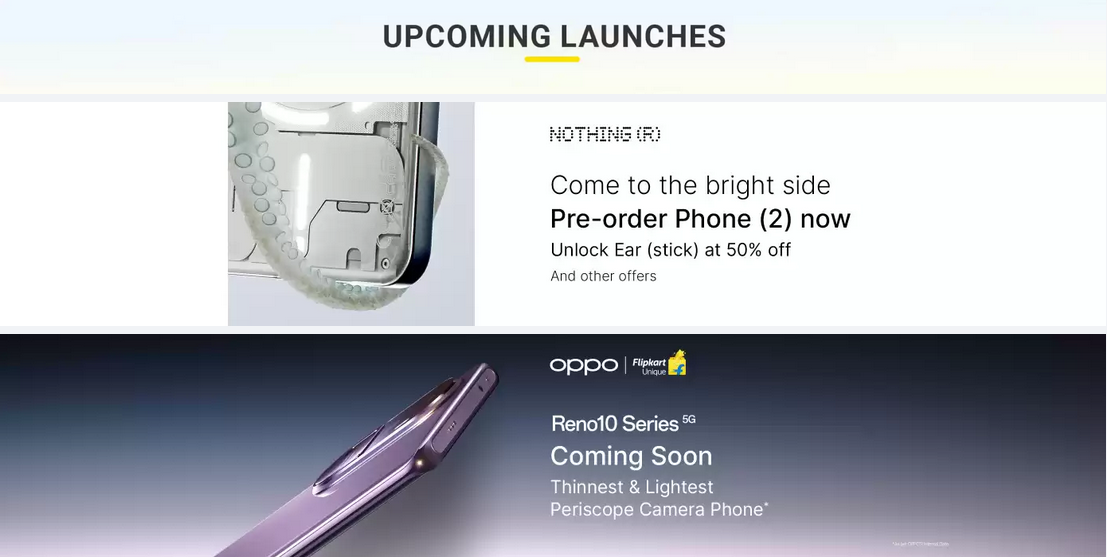 UPCOMING LAUNCHES
NOTHING (R)
Come to the bright side
Pre-order Phone (2) now
Unlock Ear (stick) at 50% off
And other offers
oppo | Flipkart Unique
Reno10 Series 5G
Coming Soon
Thinnest & Lightest
Periscope Camera Phone*